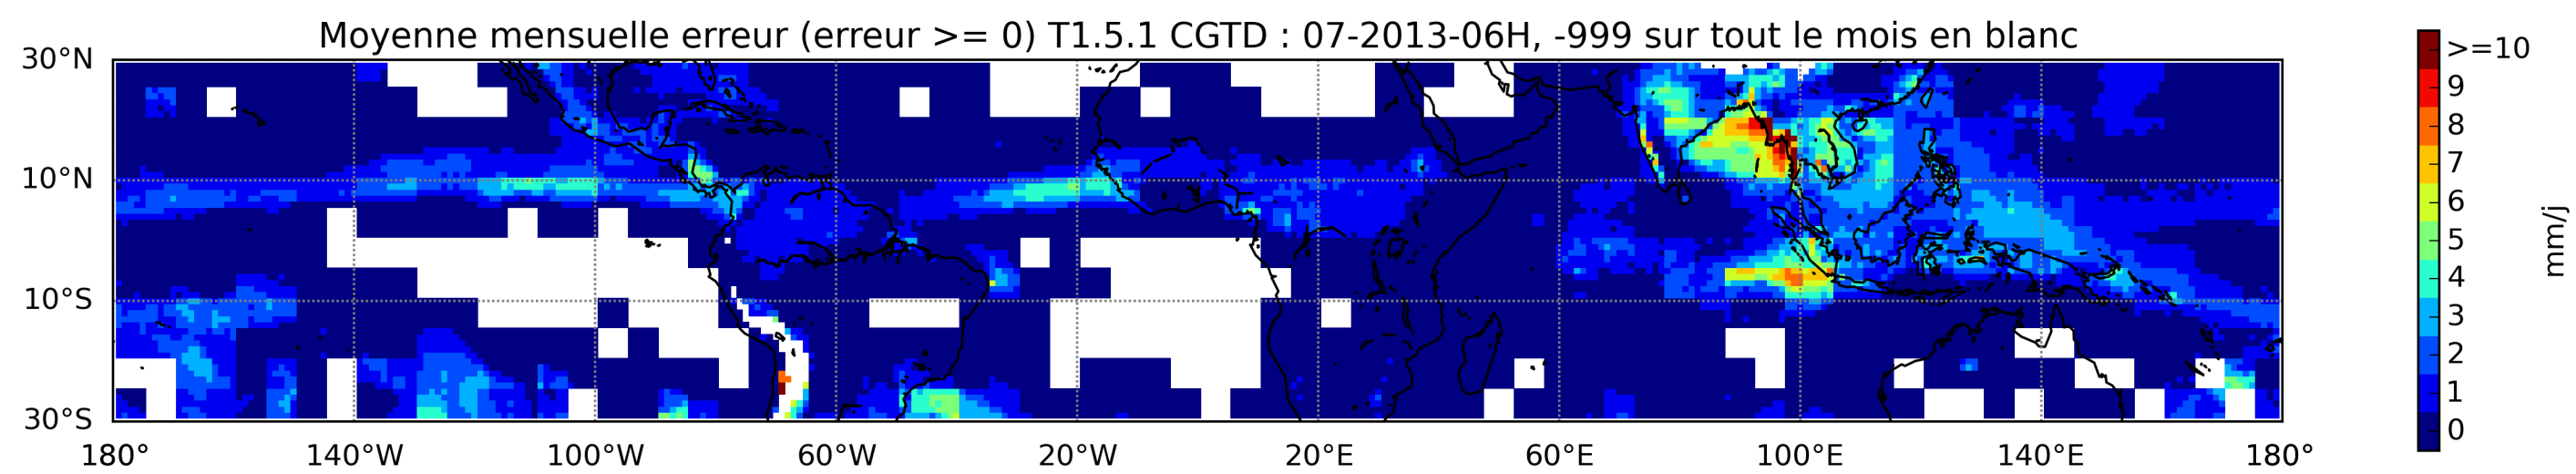 Moyenne mensuelle erreur (erreur >= 0) T1.5.1 CGTD : 07-2013-06H, -999 sur tout le mois en blanc
30°N
10°N
10°S
30°S
180° 140°W 100°W 60°W 20°W 20°E 60°E 100°E 140°E 180°
>=10
9
8
7
6
5
4
3
2
1
0
mm/j